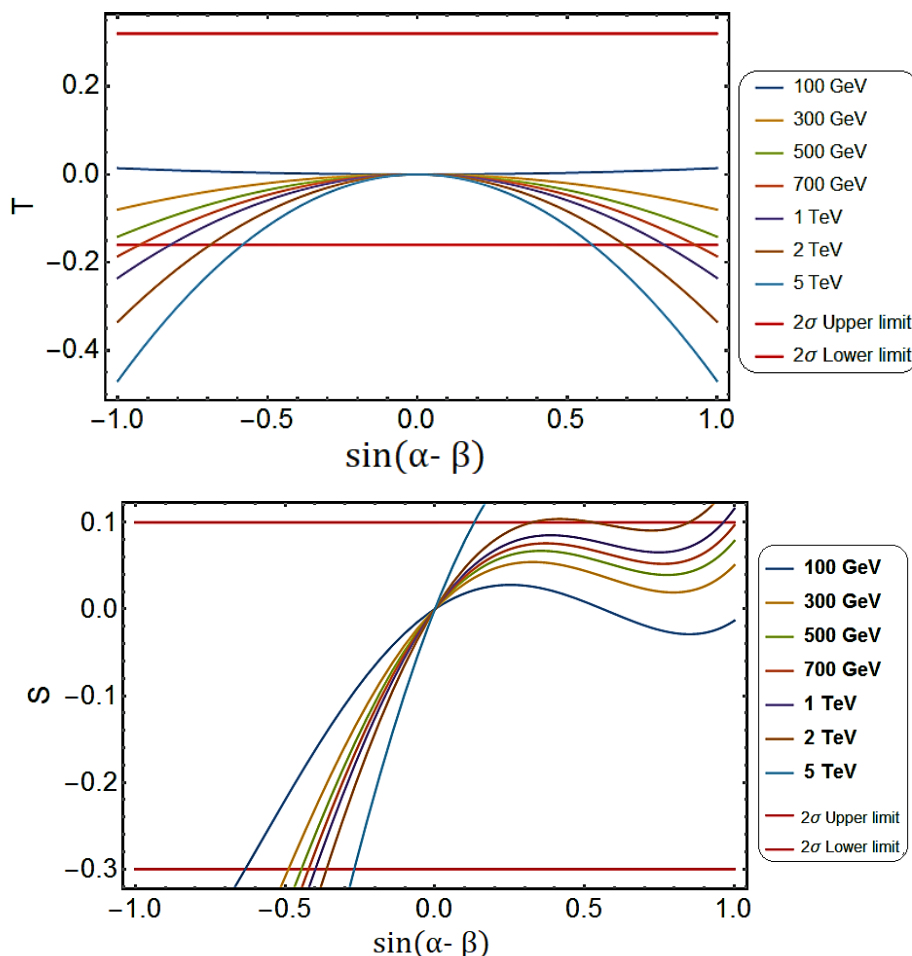 0.2
0.0
−0.2
−0.4
T
−1.0 −0.5 0.0 0.5 1.0
sin(α- β)
100 GeV
300 GeV
500 GeV
700 GeV
1 TeV
2 TeV
5 TeV
2σ Upper limit
2σ Lower limit
0.1
0.0
−0.1
−0.2
−0.3
S
−1.0 −0.5 0.0 0.5 1.0
sin(α- β)
100 GeV
300 GeV
500 GeV
700 GeV
1 TeV
2 TeV
5 TeV
2σ Upper limit
2σ Lower limit